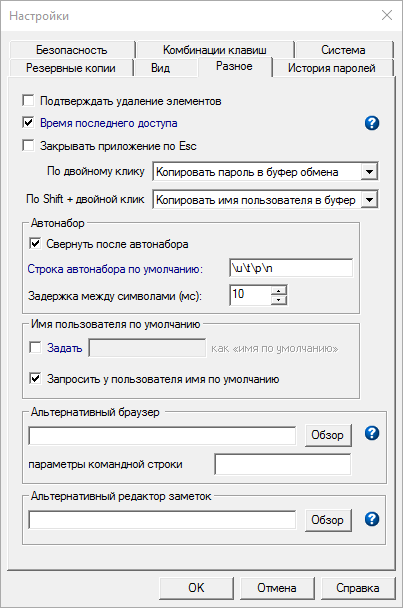 Настройки
Безопасность Комбинации клавиш Система
Резервные копии Вид Разное История паролей
Подтверждать удаление элементов
Время последнего доступа
Закрывать приложение по Esc
По двойному клику Копировать пароль в буфер обмена
По Shift + двойной клик Копировать имя пользователя в буфер
Автонабор
Свернуть после автонабора
Строка автонабора по умолчанию: \u\t\p\n
Задержка между символами (мс): 10
Имя пользователя по умолчанию
Задать как «имя по умолчанию»
Запросить у пользователя имя по умолчанию
Альтернативный браузер
Обзор
параметры командной строки
Альтернативный редактор заметок
Обзор
OK Отмена Справка